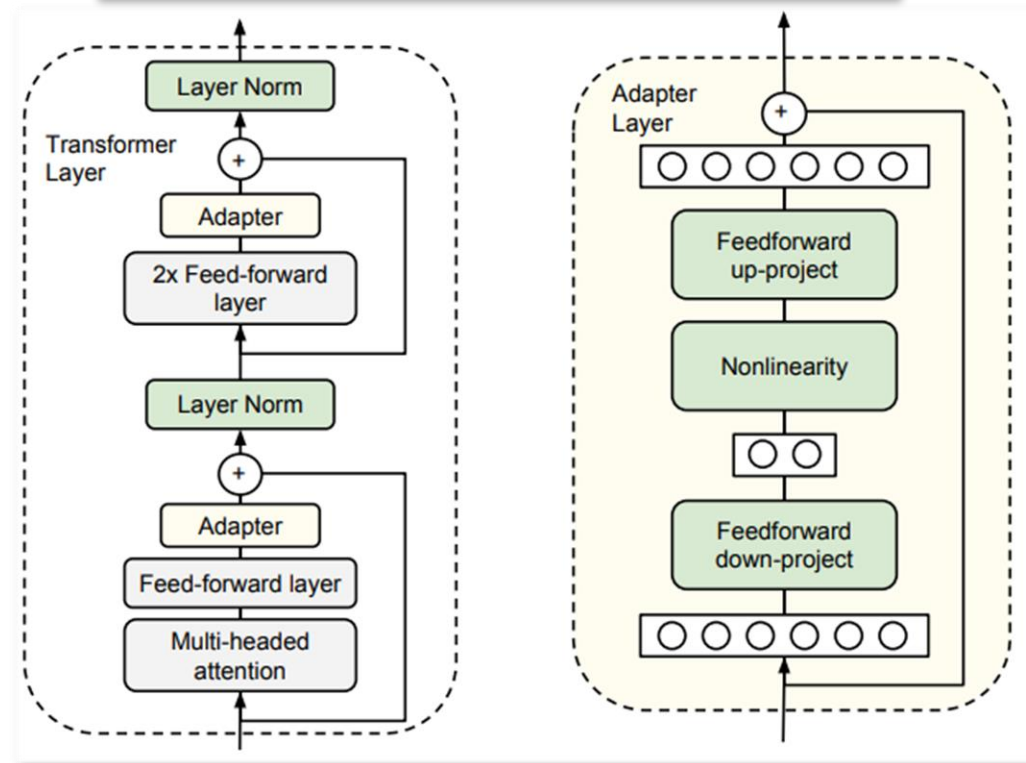 Layer Norm
Transformer
Layer
+
Adapter
2x Feed-forward
layer
Layer Norm
+
Adapter
Feed-forward layer
Multi-headed
attention
Adapter
Layer
+
Feedforward
up-project
Nonlinearity
Feedforward
down-project